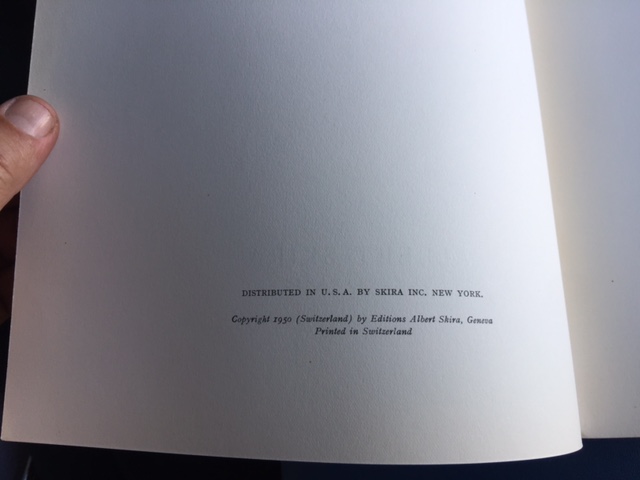 DISTRIBUTED IN U.S.A. BY SKIRA INC. NEW YORK.
Copyright 1950 (Switzerland) by Editions Albert Skira, Geneva
Printed in Switzerland